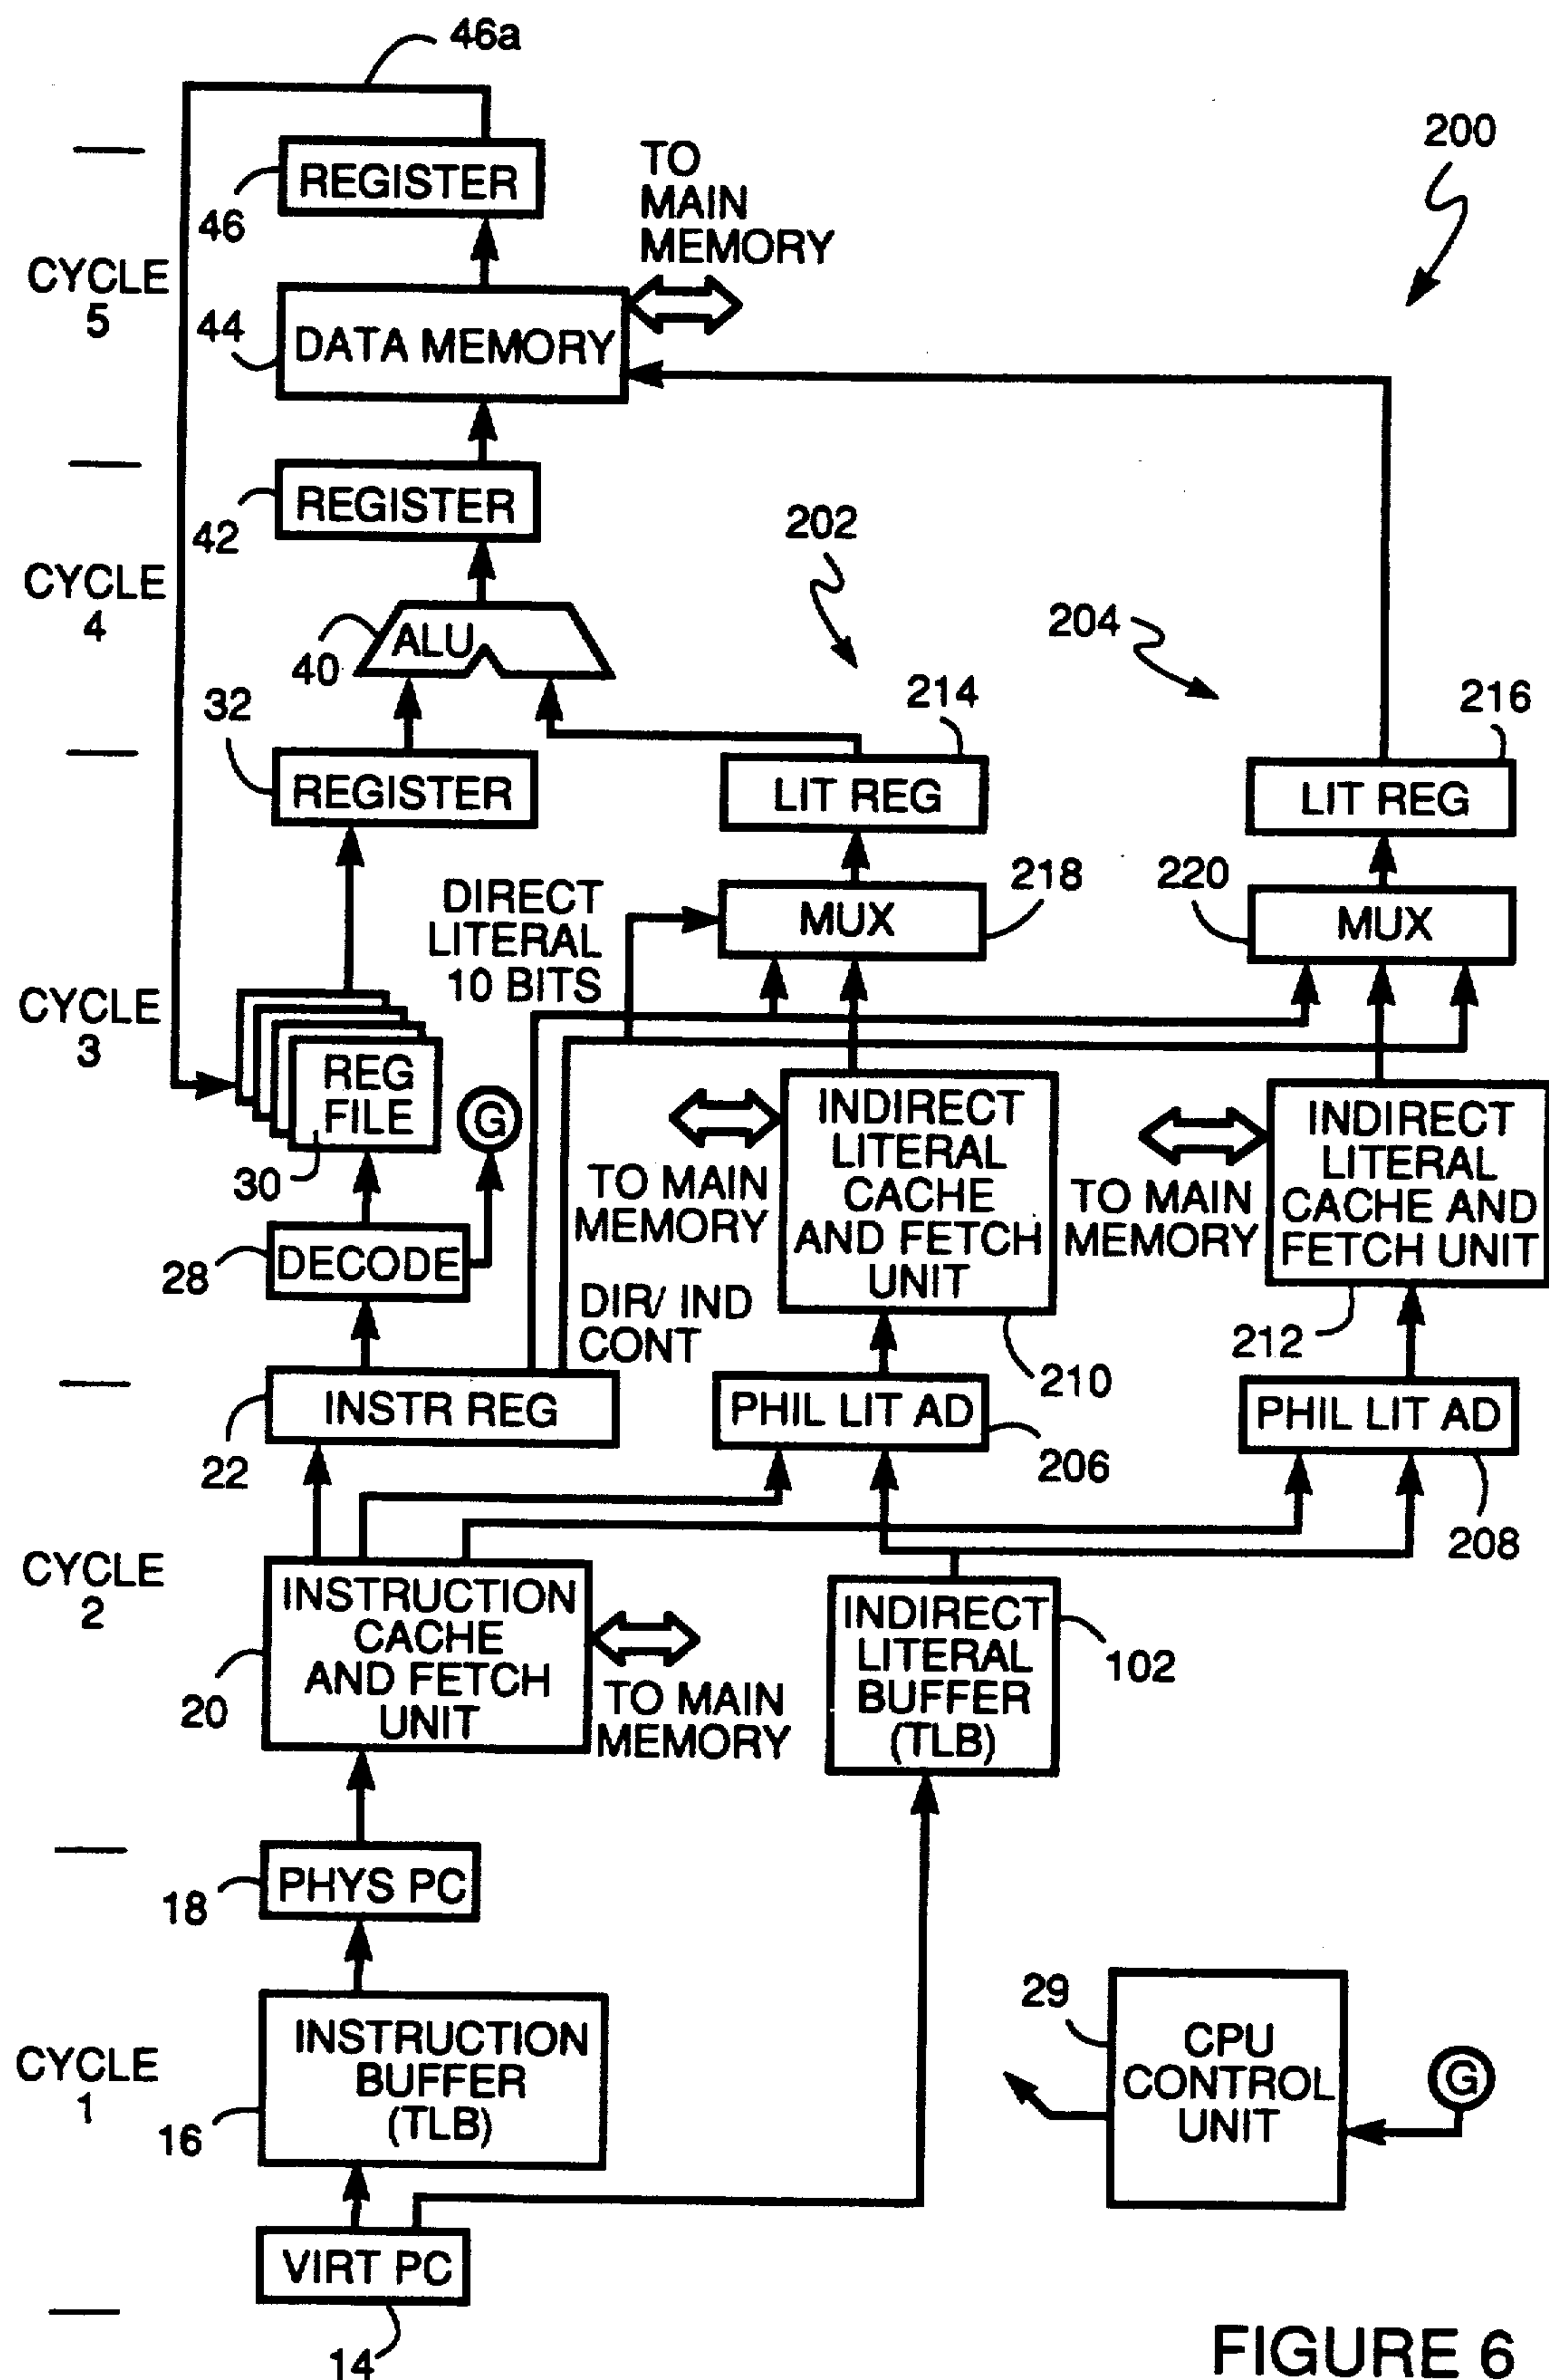 46a
200
REGISTER
46
TO
MAIN
MEMORY
CYCLE
5
44
DATA MEMORY
REGISTER
42
202
CYCLE
4
ALU
40
204
32
214
216
REGISTER
LIT REG
LIT REG
DIRECT
LITERAL
10 BITS
MUX
218
220
MUX
CYCLE
3
REG
FILE
30
G
INDIRECT
LITERAL
CACHE
AND FETCH
UNIT
INDIRECT
LITERAL
CACHE AND
FETCH UNIT
TO MAIN
MEMORY
TO MAIN
MEMORY
28
DECODE
DIR/ IND
CONT
210
212
INSTR REG
22
PHIL LIT AD
206
PHIL LIT AD
208
CYCLE
2
INSTRUCTION
CACHE
AND FETCH
UNIT
20
TO MAIN
MEMORY
INDIRECT
LITERAL
BUFFER
(TLB)
102
PHYS PC
18
CYCLE
1
INSTRUCTION
BUFFER
(TLB)
16
29
CPU
CONTROL
UNIT
G
VIRT PC
14
FIGURE 6